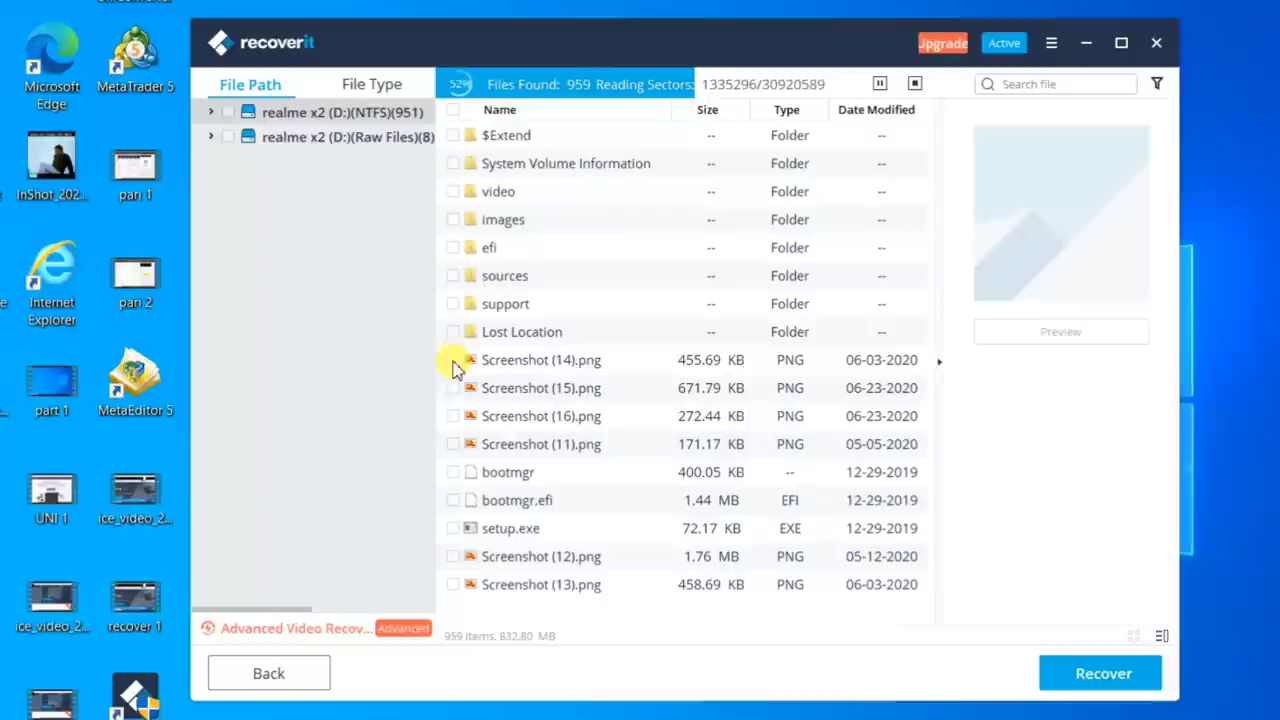 Microsoft
Edge
MetaTrader 5
InShot_202...
part 1
Internet
Explorer
part 2
part 1
MetaEditor 5
UNI 1
ice_video_2...
ice_video_2...
recover 1
recoverit
Upgrade
Active
File Path
File Type
52%
Files Found: 959 Reading Sectors:
1335296/30920589
Search file
realme x2 (D:)(NTFS)(951)
realme x2 (D:)(Raw Files)(8)
Name Size Type Date Modified
$Extend -- Folder --
System Volume Information -- Folder --
video -- Folder --
images -- Folder --
efi -- Folder --
sources -- Folder --
support -- Folder --
Lost Location -- Folder --
Screenshot (14).png 455.69 KB PNG 06-03-2020
Screenshot (15).png 671.79 KB PNG 06-23-2020
Screenshot (16).png 272.44 KB PNG 06-23-2020
Screenshot (11).png 171.17 KB PNG 05-05-2020
bootmgr 400.05 KB -- 12-29-2019
bootmgr.efi 1.44 MB EFI 12-29-2019
setup.exe 72.17 KB EXE 12-29-2019
Screenshot (12).png 1.76 MB PNG 05-12-2020
Screenshot (13).png 458.69 KB PNG 06-03-2020
Preview
Advanced Video Recov... Advanced
959 items, 832.80 MB
Back
Recover